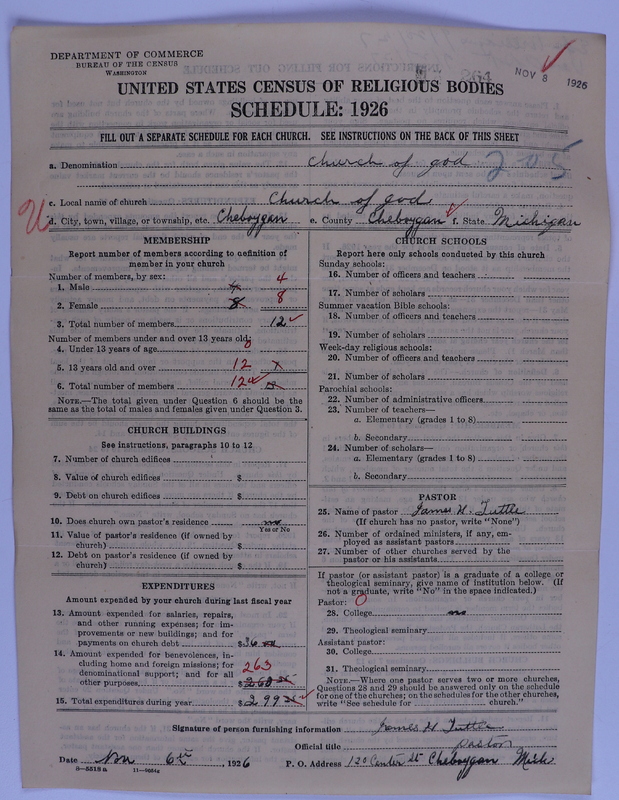 DEPARTMENT OF COMMERCE
BUREAU OF THE CENSUS
WASHINGTON
264
NOV 8 1926
UNITED STATES CENSUS OF RELIGIOUS BODIES
SCHEDULE: 1926
FILL OUT A SEPARATE SCHEDULE FOR EACH CHURCH. SEE INSTRUCTIONS ON THE BACK OF THIS SHEET
a. Denomination Church of god 205
c. Local name of church Church of god
d. City, town, village, or township, etc. Cheboygan e. County Cheboygan f. State Michigan
MEMBERSHIP
Report number of members according to definition of
member in your church
Number of members, by sex:
1. Male 4 4
2. Female 8 8
3. Total number of members 12
Number of members under and over 13 years old:
4. Under 13 years of age 0
5. 13 years old and over 12
6. Total number of members 12
NOTE.—The total given under Question 6 should be the
same as the total of males and females given under Question 3.
CHURCH BUILDINGS
See instructions, paragraphs 10 to 12
7. Number of church edifices
8. Value of church edifices $
9. Debt on church edifices $
10. Does church own pastor's residence no
Yes or No
11. Value of pastor's residence (if owned by
church) $
12. Debt on pastor's residence (if owned by
church) $
EXPENDITURES
Amount expended by your church during last fiscal year
13. Amount expended for salaries, repairs,
and other running expenses; for im-
provements or new buildings; and for
payments on church debt $36
14. Amount expended for benevolences, in-
cluding home and foreign missions; for
denominational support; and for all
other purposes $ 263
15. Total expenditures during year $299
CHURCH SCHOOLS
Report here only schools conducted by this church
Sunday schools:
16. Number of officers and teachers
17. Number of scholars
Summer vacation Bible schools:
18. Number of officers and teachers
19. Number of scholars
Week-day religious schools:
20. Number of officers and teachers
21. Number of scholars
Parochial schools:
22. Number of administrative officers
23. Number of teachers—
a. Elementary (grades 1 to 8)
b. Secondary
24. Number of scholars—
a. Elementary (grades 1 to 8)
b. Secondary
PASTOR
25. Name of pastor James H. Tuttle
(If church has no pastor, write "None")
26. Number of ordained ministers, if any, em-
ployed as assistant pastors
27. Number of other churches served by the
pastor or his assistants
If pastor (or assistant pastor) is a graduate of a college or
theological seminary, give name of institution below. (If
not a graduate, write "No" in the space indicated.)
Pastor: 0
28. College no
29. Theological seminary
Assistant pastor:
30. College
31. Theological seminary
NOTE.—Where one pastor serves two or more churches,
Questions 28 and 29 should be answered only on the schedule
for one of the churches; on the schedules for the other churches,
write "See schedule for church."
Signature of person furnishing information James H Tuttle
Official title pastor
Date Nov 6th, 1926 P. O. Address 120 Center St Cheboygan Mich
8—5518a 11—9054g